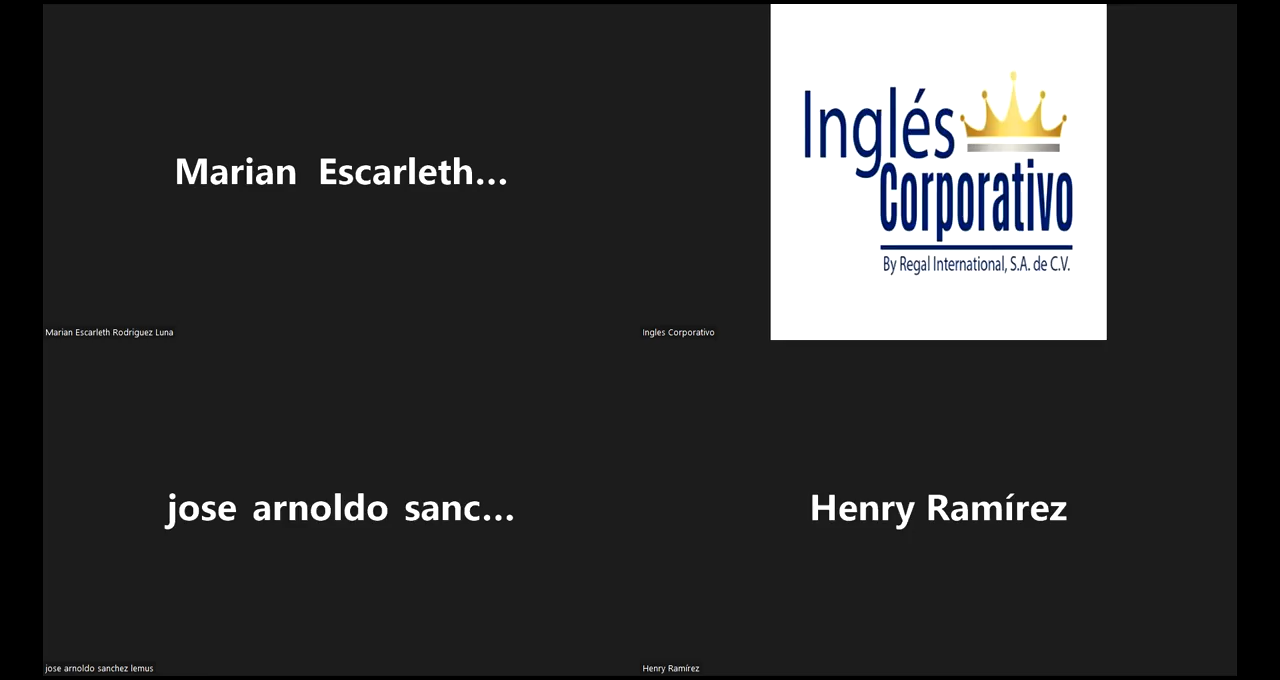 Marian Escarleth...
Marian Escarleth Rodriguez Luna
Inglés
Corporativo
By Regal International, S.A. de C.V.
Ingles Corporativo
jose arnoldo sanc...
jose arnoldo sanchez lemus
Henry Ramírez
Henry Ramírez